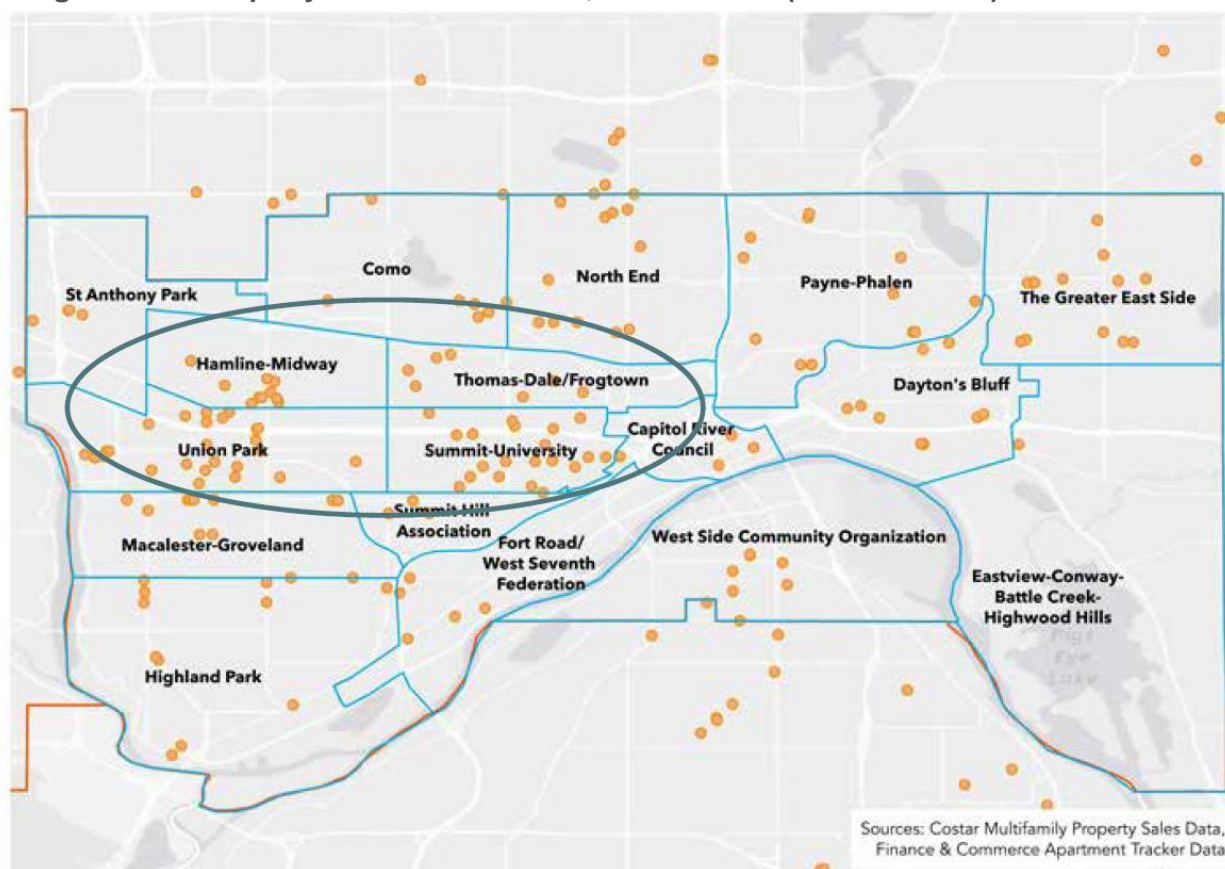 Como
North End
St Anthony Park
Payne-Phalen
The Greater East Side
Hamline-Midway
Thomas-Dale/Frogtown
Dayton's Bluff
Union Park
Summit-University
Capitol River
Council
Macalester-Groveland
Summit Hill
Association
Fort Road/
West Seventh
Federation
West Side Community Organization
Eastview-Conway-
Battle Creek-
Highwood Hills
Pigs
Eye
Lake
Highland Park
Sources: Costar Multifamily Property Sales Data,
Finance & Commerce Apartment Tracker Data